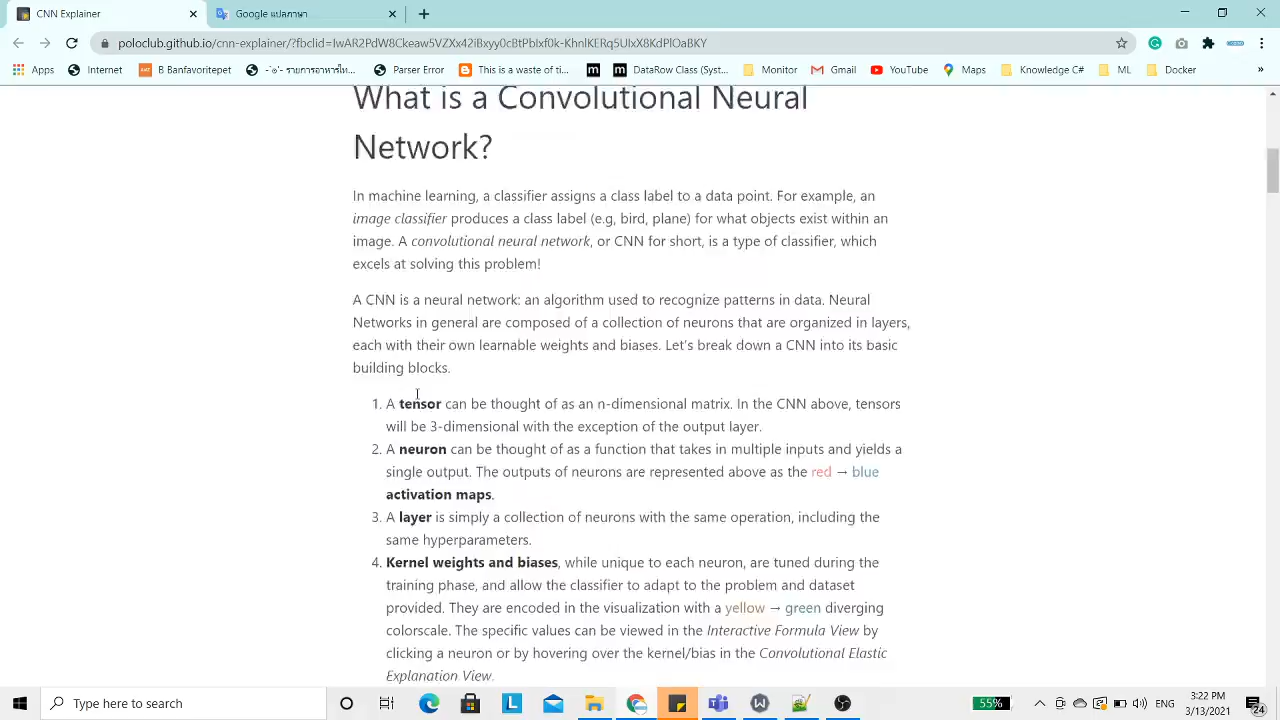 CNN Explainer
Google
poloclub.github.io/cnn-explainer/?fbclid=IwAR2PdW8Ckeaw5VZXx42iBxyy0cBtPbHsf0k-KhnIKERq5UIxX8KdPlOaBKY
Apps Internet B Banfavoritepet Parser Error This is a waste of ti... DataRow Class (Syst... Monitor Gmail YouTube Maps Knowledge C# ML Docker »
What is a Convolutional Neural
Network?
In machine learning, a classifier assigns a class label to a data point. For example, an
image classifier produces a class label (e.g, bird, plane) for what objects exist within an
image. A convolutional neural network, or CNN for short, is a type of classifier, which
excels at solving this problem!
A CNN is a neural network: an algorithm used to recognize patterns in data. Neural
Networks in general are composed of a collection of neurons that are organized in layers,
each with their own learnable weights and biases. Let's break down a CNN into its basic
building blocks.
1. A tensor can be thought of as an n-dimensional matrix. In the CNN above, tensors
will be 3-dimensional with the exception of the output layer.
2. A neuron can be thought of as a function that takes in multiple inputs and yields a
single output. The outputs of neurons are represented above as the red → blue
activation maps.
3. A layer is simply a collection of neurons with the same operation, including the
same hyperparameters.
4. Kernel weights and biases, while unique to each neuron, are tuned during the
training phase, and allow the classifier to adapt to the problem and dataset
provided. They are encoded in the visualization with a yellow → green diverging
colorscale. The specific values can be viewed in the Interactive Formula View by
clicking a neuron or by hovering over the kernel/bias in the Convolutional Elastic
Explanation View.
Type here to search
55%
ENG
3:22 PM
3/13/2021
24